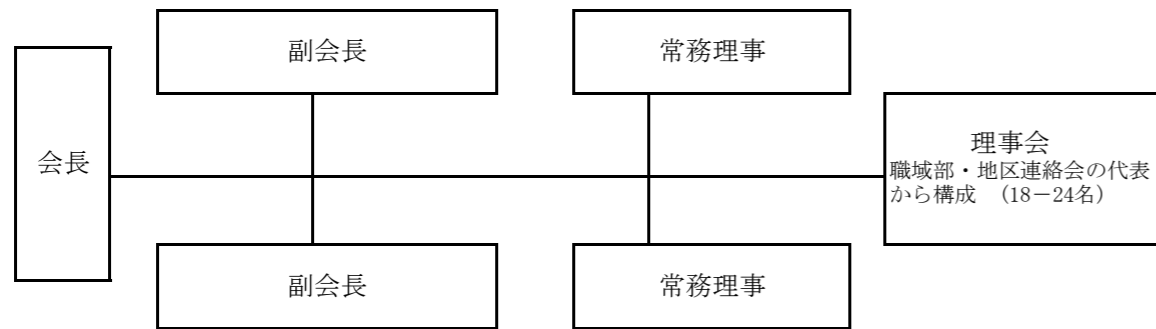 副会長
常務理事
会長
理事会
職域部・地区連絡会の代表
から構成　(18－24名)
副会長
常務理事